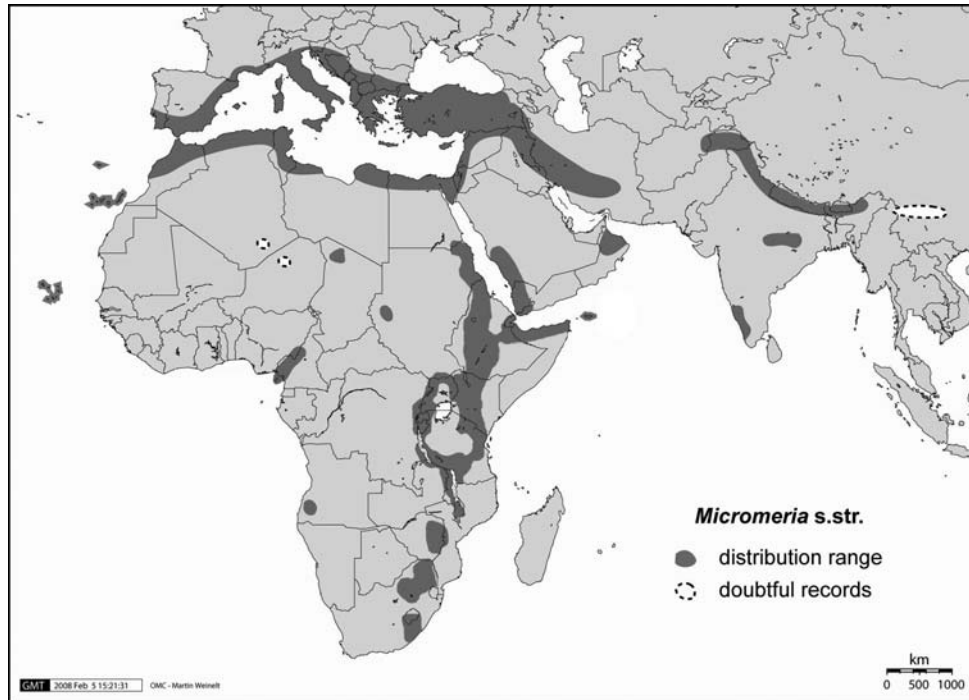 Micromeria s.str.
distribution range
doubtful records
km
0 500 1000
GMT 2008 Feb 5 15:21:31 OMC - Martin Weinelt